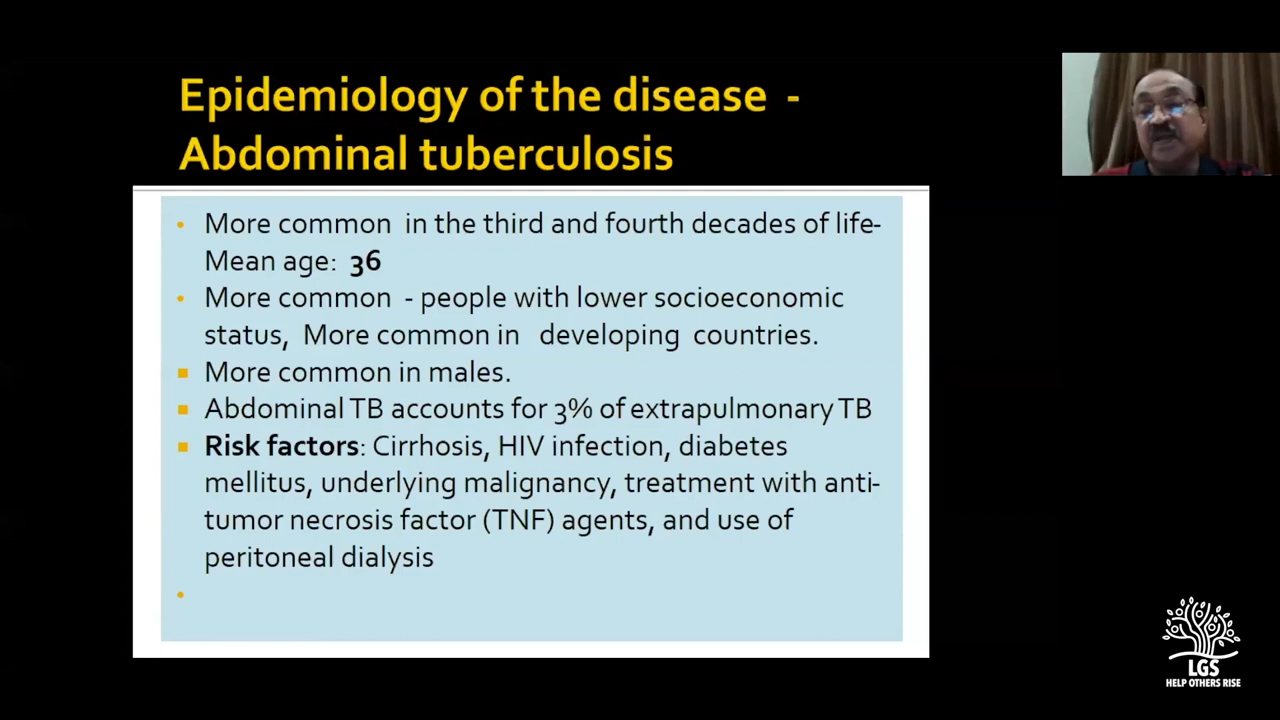 Epidemiology of the disease -
Abdominal tuberculosis
• More common in the third and fourth decades of life-
Mean age: 36
• More common - people with lower socioeconomic
status, More common in developing countries.
■ More common in males.
■ Abdominal TB accounts for 3% of extrapulmonary TB
■ Risk factors: Cirrhosis, HIV infection, diabetes
mellitus, underlying malignancy, treatment with anti-
tumor necrosis factor (TNF) agents, and use of
peritoneal dialysis
•
LGS
HELP OTHERS RISE